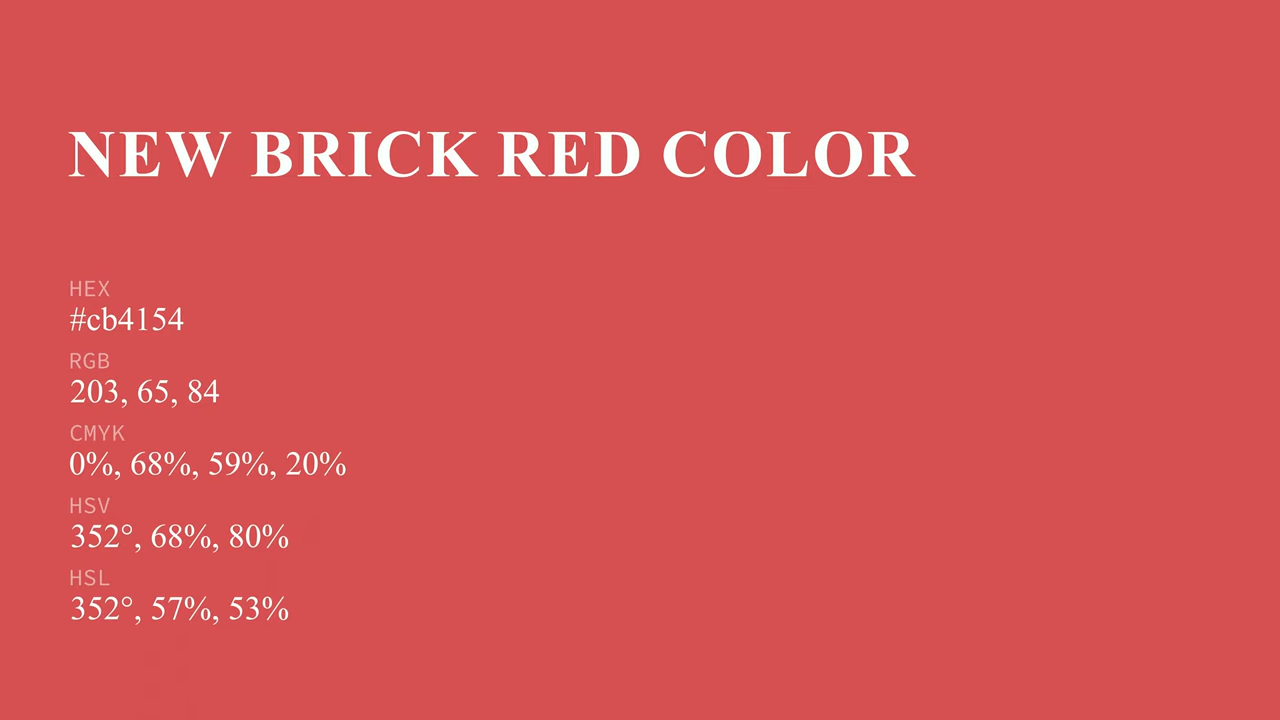 NEW BRICK RED COLOR
HEX
#cb4154
RGB
203, 65, 84
CMYK
0%, 68%, 59%, 20%
HSV
352°, 68%, 80%
HSL
352°, 57%, 53%